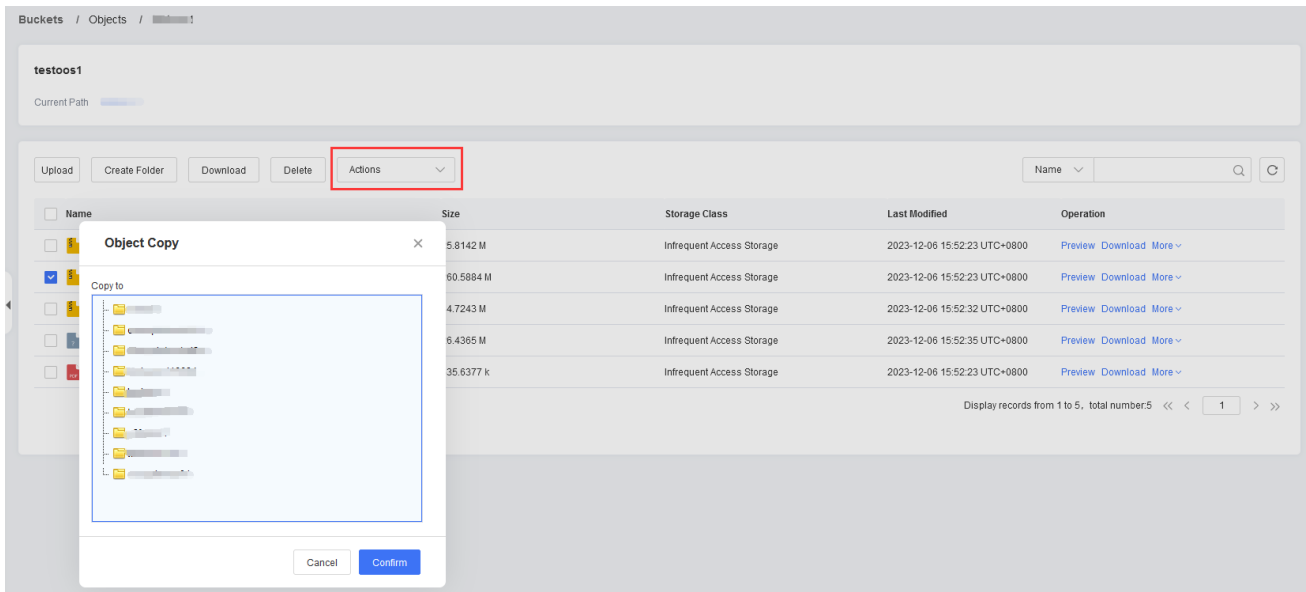 Buckets / Objects /
testoos1
Current Path
Upload Create Folder Download Delete Actions Name
Name Size Storage Class Last Modified Operation
5.8142 M Infrequent Access Storage 2023-12-06 15:52:23 UTC+0800 Preview Download More
60.5884 M Infrequent Access Storage 2023-12-06 15:52:23 UTC+0800 Preview Download More
4.7243 M Infrequent Access Storage 2023-12-06 15:52:32 UTC+0800 Preview Download More
6.4365 M Infrequent Access Storage 2023-12-06 15:52:35 UTC+0800 Preview Download More
35.6377 k Infrequent Access Storage 2023-12-06 15:52:23 UTC+0800 Preview Download More
Display records from 1 to 5, total number:5 1
Object Copy
Copy to
Cancel Confirm